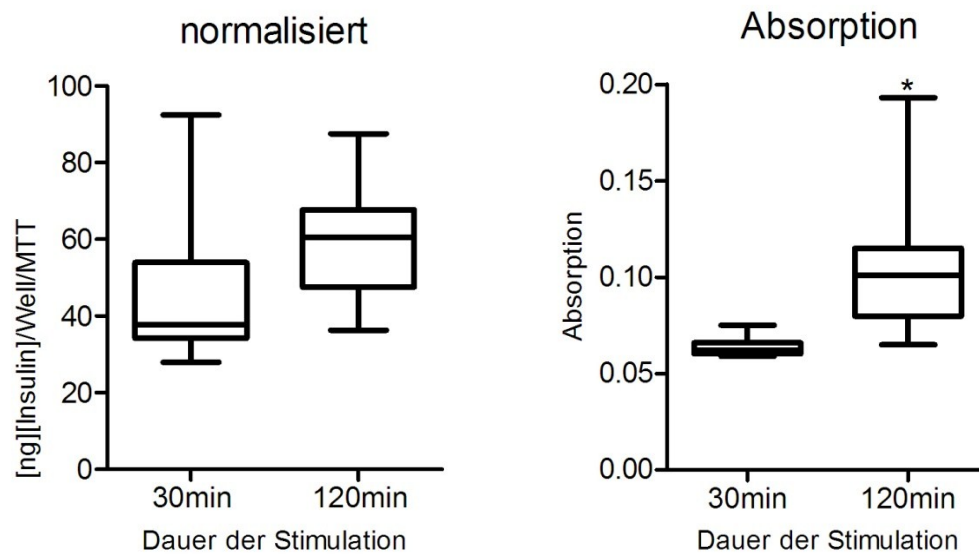 normalisiert
[ng][Insulin]/Well/MTT
100
80
60
40
20
0
30min
120min
Dauer der Stimulation
Absorption
Absorption
0.20
0.15
0.10
0.05
0.00
*
30min
120min
Dauer der Stimulation